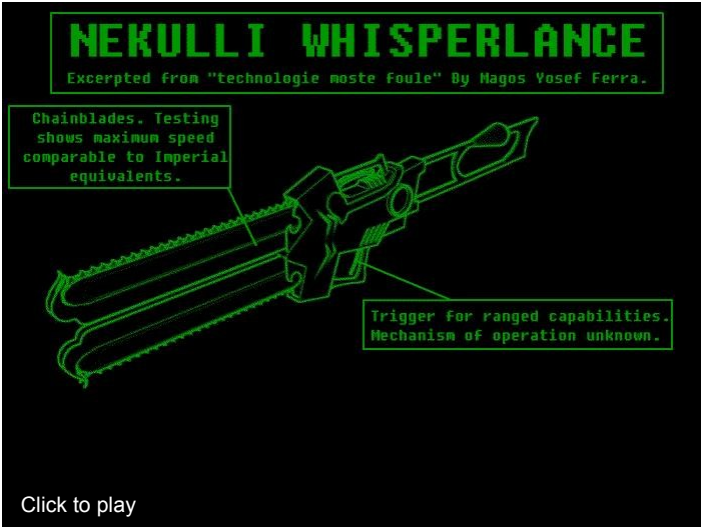 NEKULLI WHISPERLANCE
Excerpted from "technologie moste foule" By Magos Yosef Ferra.
Chainblades. Testing
shows maximum speed
comparable to Imperial
equivalents.
Trigger for ranged capabilities.
Mechanism of operation unknown.
Click to play